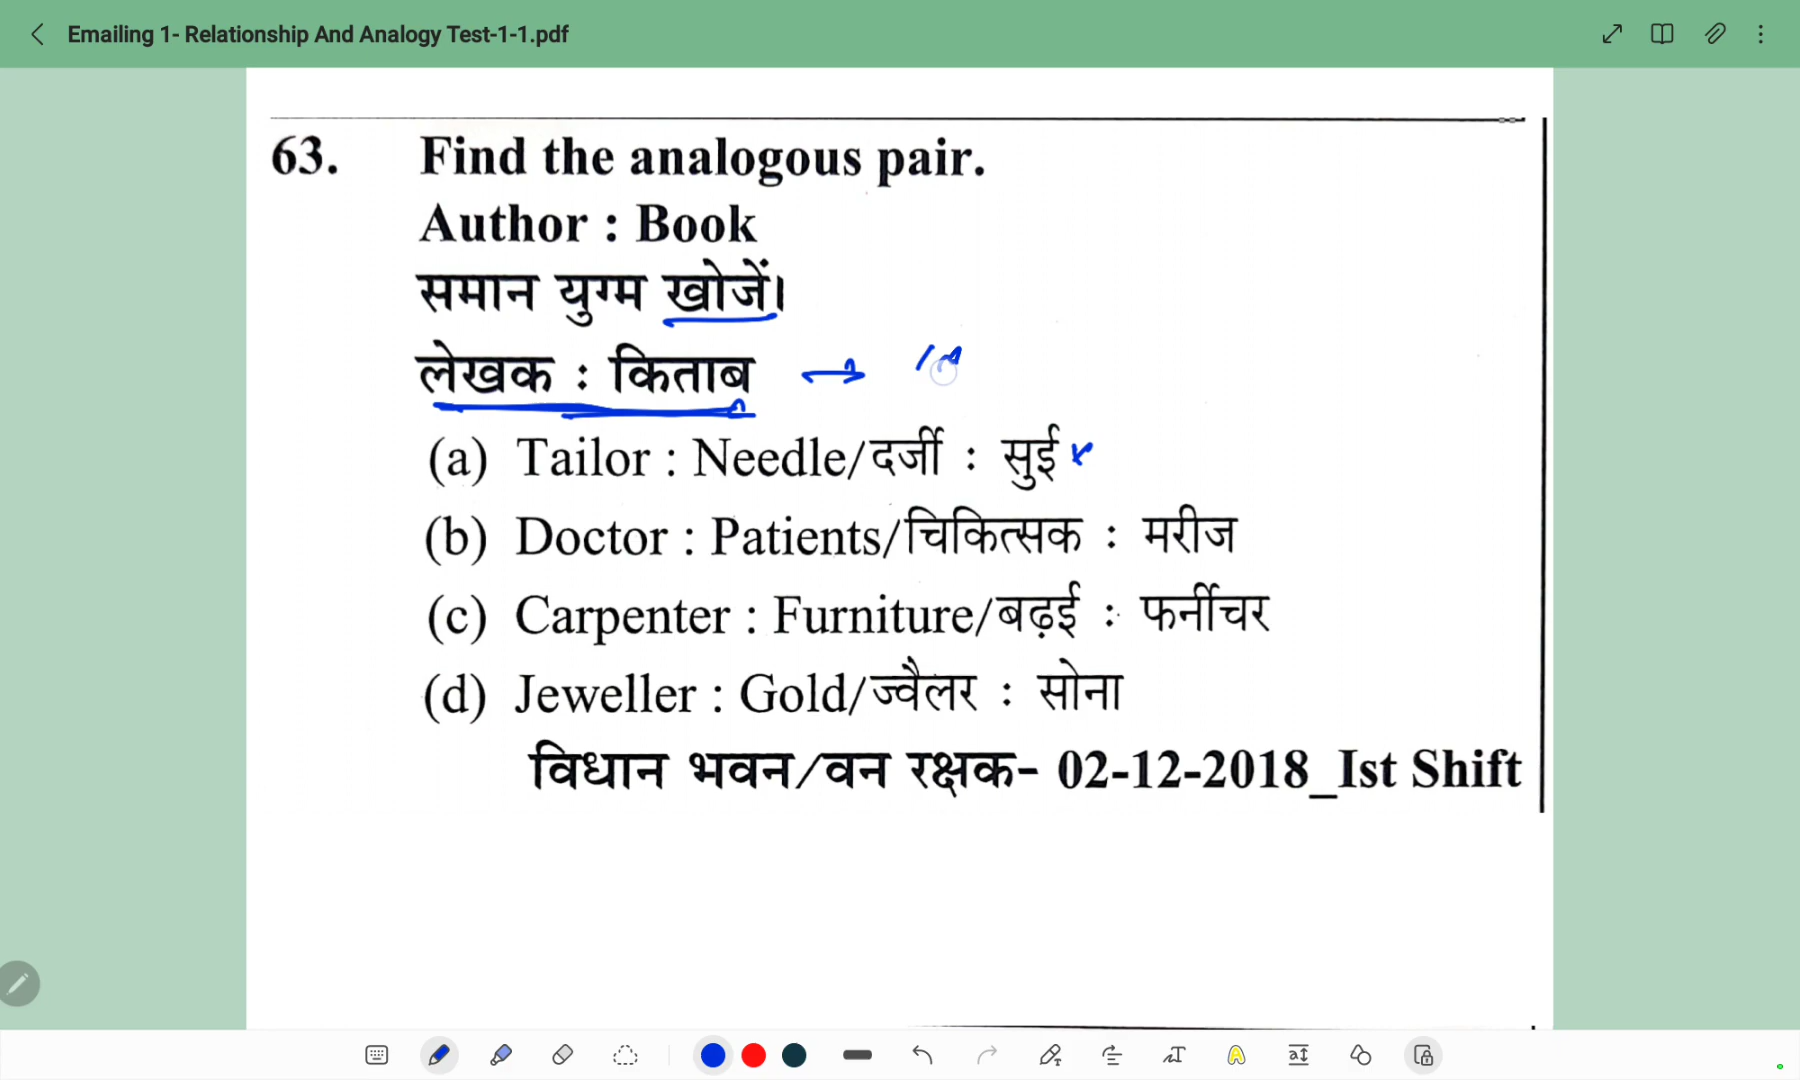 Emailing 1- Relationship And Analogy Test-1-1.pdf
63. Find the analogous pair.
Author : Book
समान युग्म खोजें।
लेखक : किताब
(a) Tailor : Needle/दर्जी : सुई
(b) Doctor : Patients/चिकित्सक : मरीज
(c) Carpenter : Furniture/बढ़ई : फर्नीचर
(d) Jeweller : Gold/ज्वैलर : सोना
विधान भवन/वन रक्षक- 02-12-2018_Ist Shift